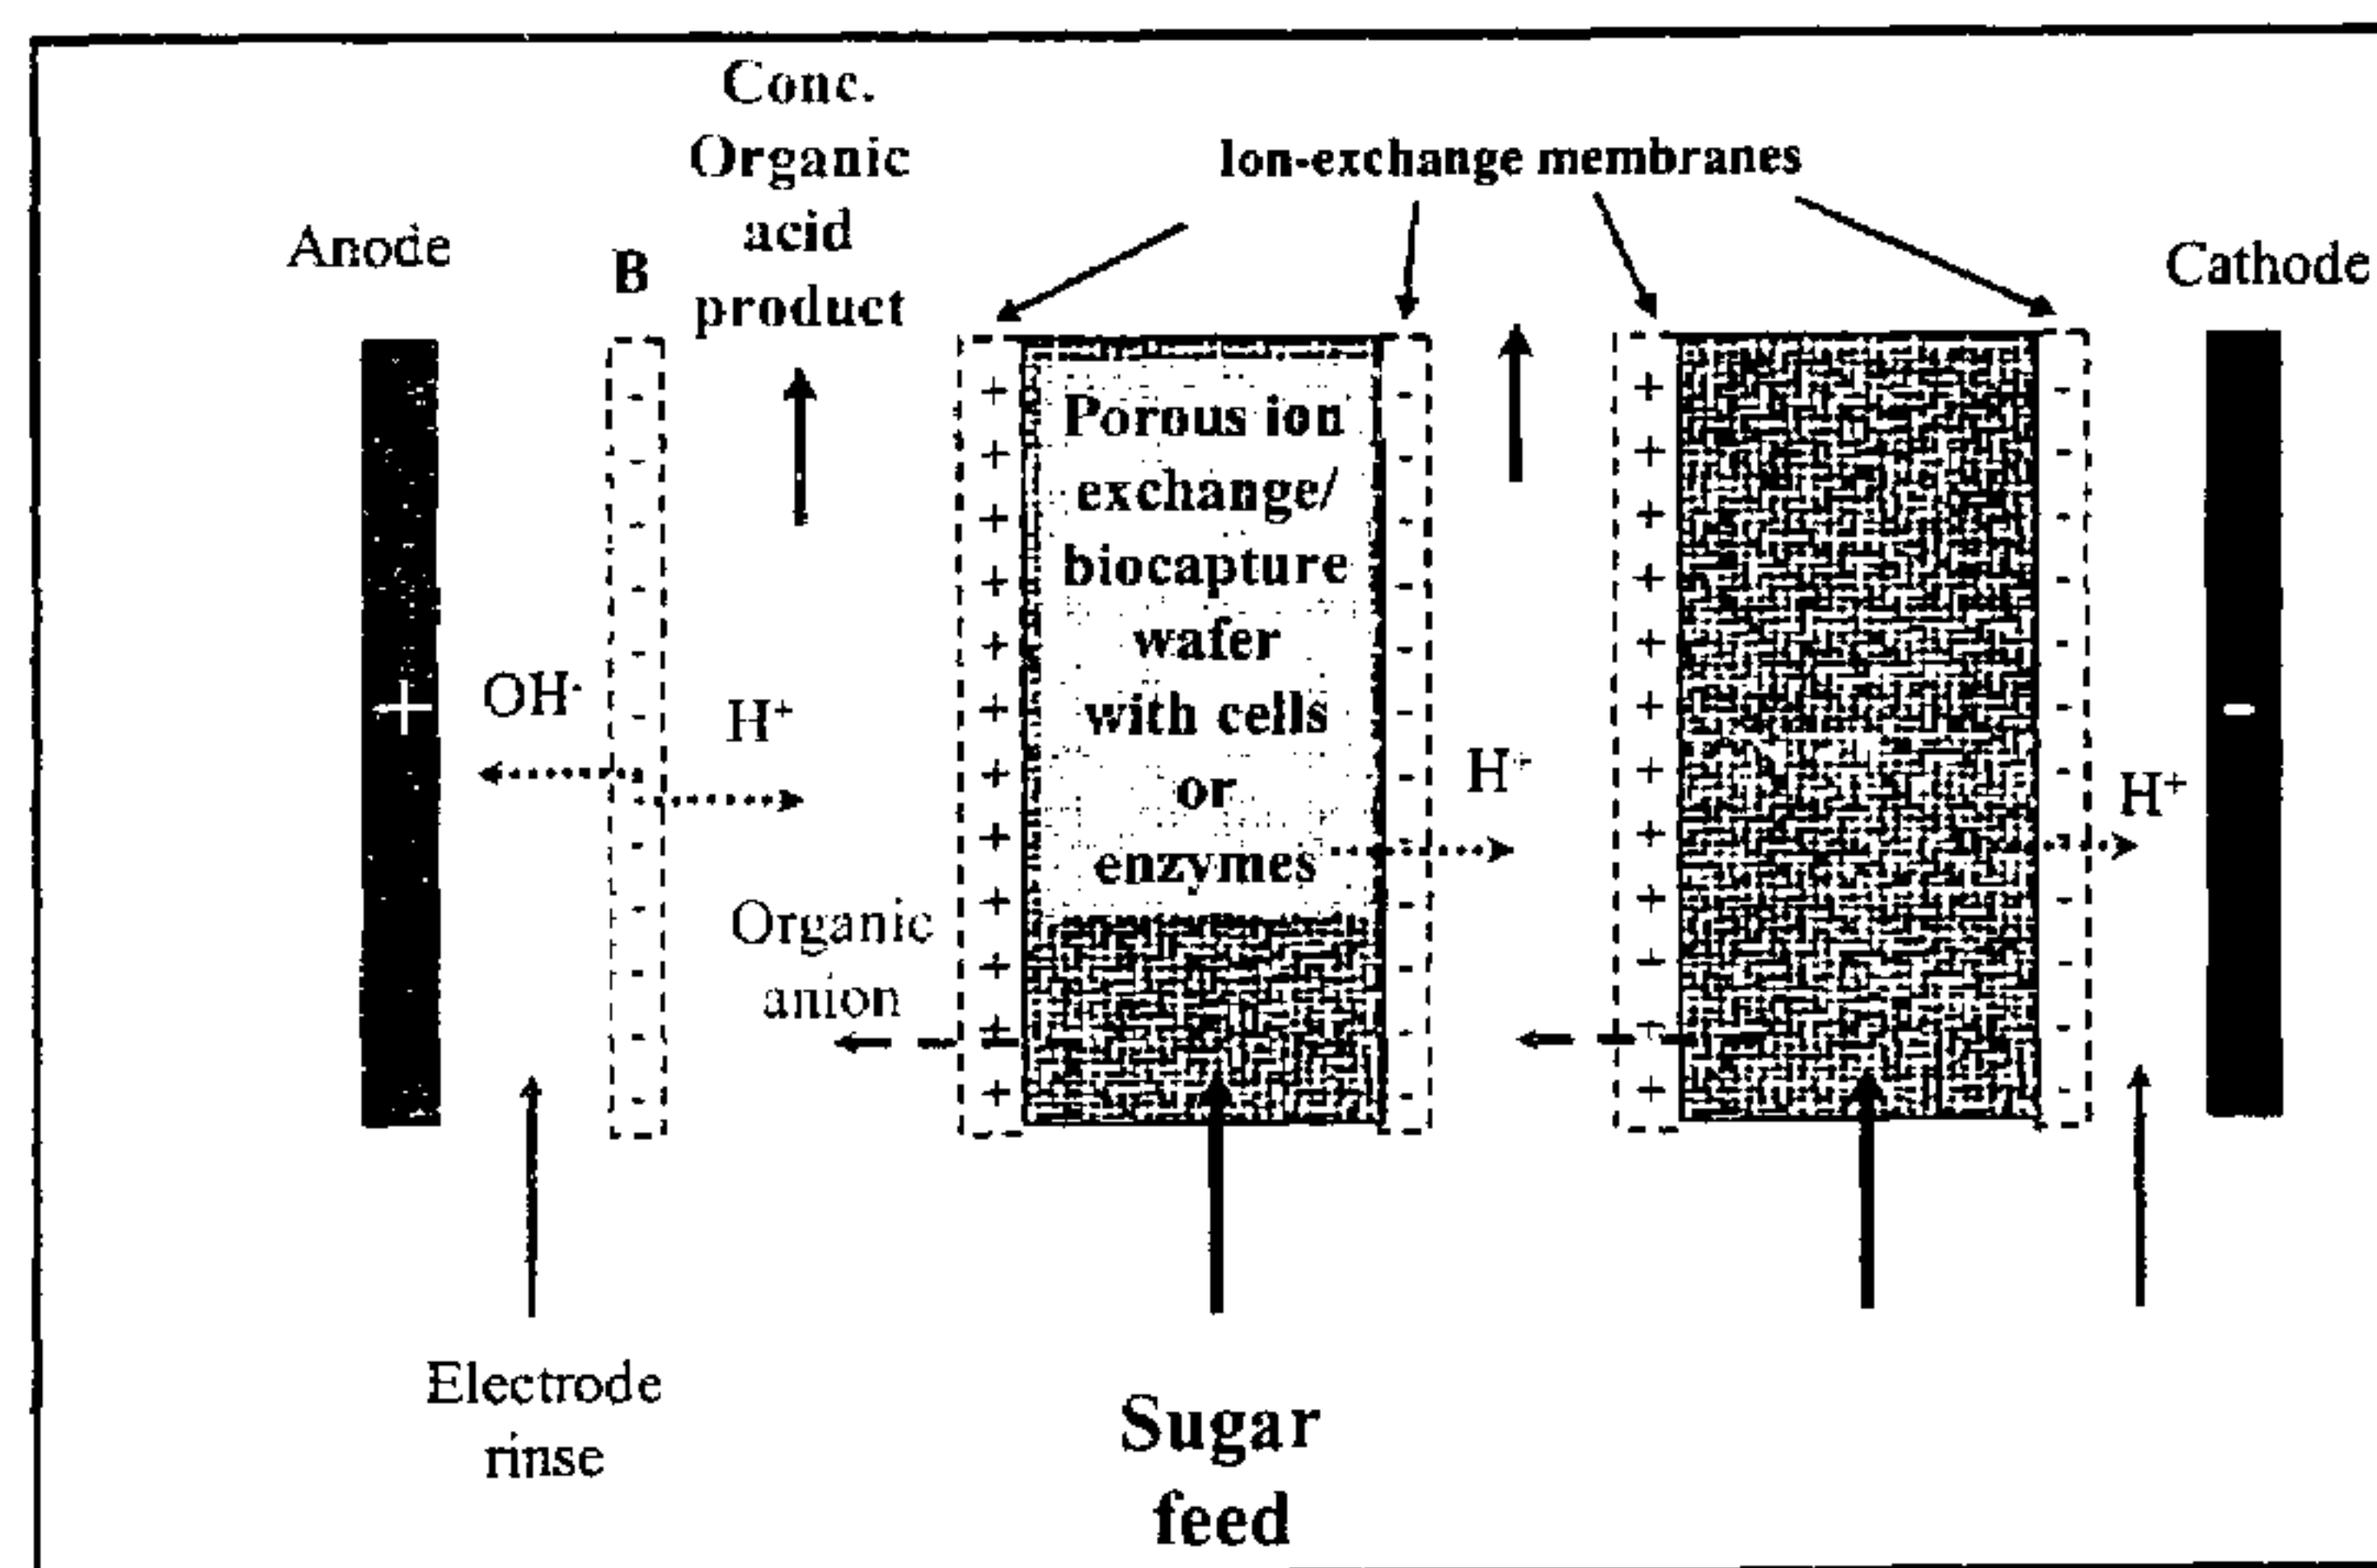 Conc.
Organic
acid
product
Ion-exchange membranes
Anode
B
Cathode
Porous ion
exchange/
biocapture
wafer
with cells
or
enzymes
OH-
H+
H+
H+
Organic
anion
Electrode
rinse
Sugar
feed